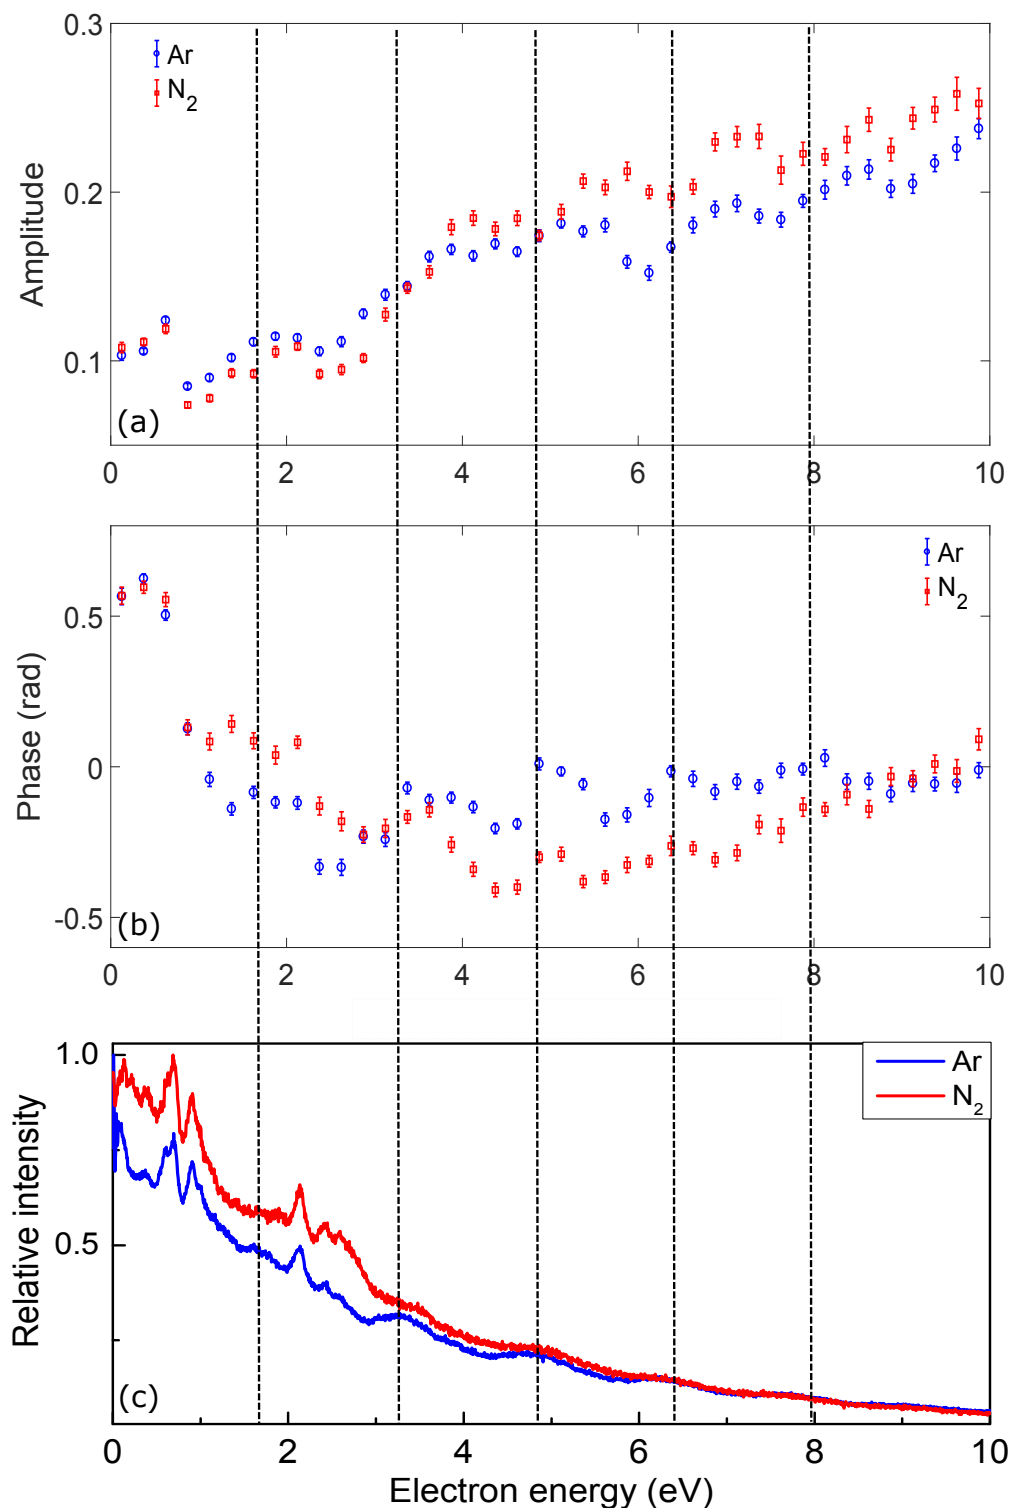 0.3
Ar
N2
0.2
Amplitude
0.1
(a)
0 2 4 6 8 10
Ar
N2
0.5
0
Phase (rad)
-0.5
(b)
0 2 4 6 8 10
1.0
Ar
N2
Relative intensity
0.5
(c)
0 2 4 6 8 10
Electron energy (eV)